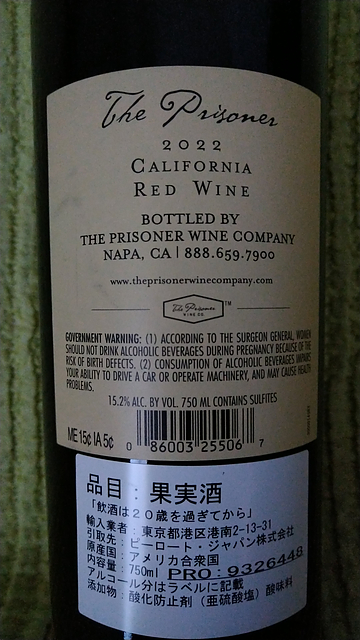 The Prisoner
2022
CALIFORNIA
RED WINE
BOTTLED BY
THE PRISONER WINE COMPANY
NAPA, CA | 888.659.7900
www.theprisonerwinecompany.com
The Prisoner TM
WINE CO.
GOVERNMENT WARNING: (1) ACCORDING TO THE SURGEON GENERAL, WOMEN
SHOULD NOT DRINK ALCOHOLIC BEVERAGES DURING PREGNANCY BECAUSE OF THE
RISK OF BIRTH DEFECTS. (2) CONSUMPTION OF ALCOHOLIC BEVERAGES IMPAIRS
YOUR ABILITY TO DRIVE A CAR OR OPERATE MACHINERY, AND MAY CAUSE HEALTH
PROBLEMS.
15.2% ALC. BY VOL. 750 ML CONTAINS SULFITES
ME 15¢ IA 5¢
0 86003 25506 7
品目：果実酒
「飲酒は２０歳を過ぎてから」
輸入業者：東京都港区港南2-13-31
引取先：ピーロート・ジャパン株式会社
原産国：アメリカ合衆国
内容量：750ml PRO：9326448
アルコール分はラベルに記載
添加物：酸化防止剤（亜硫酸塩）酸味料